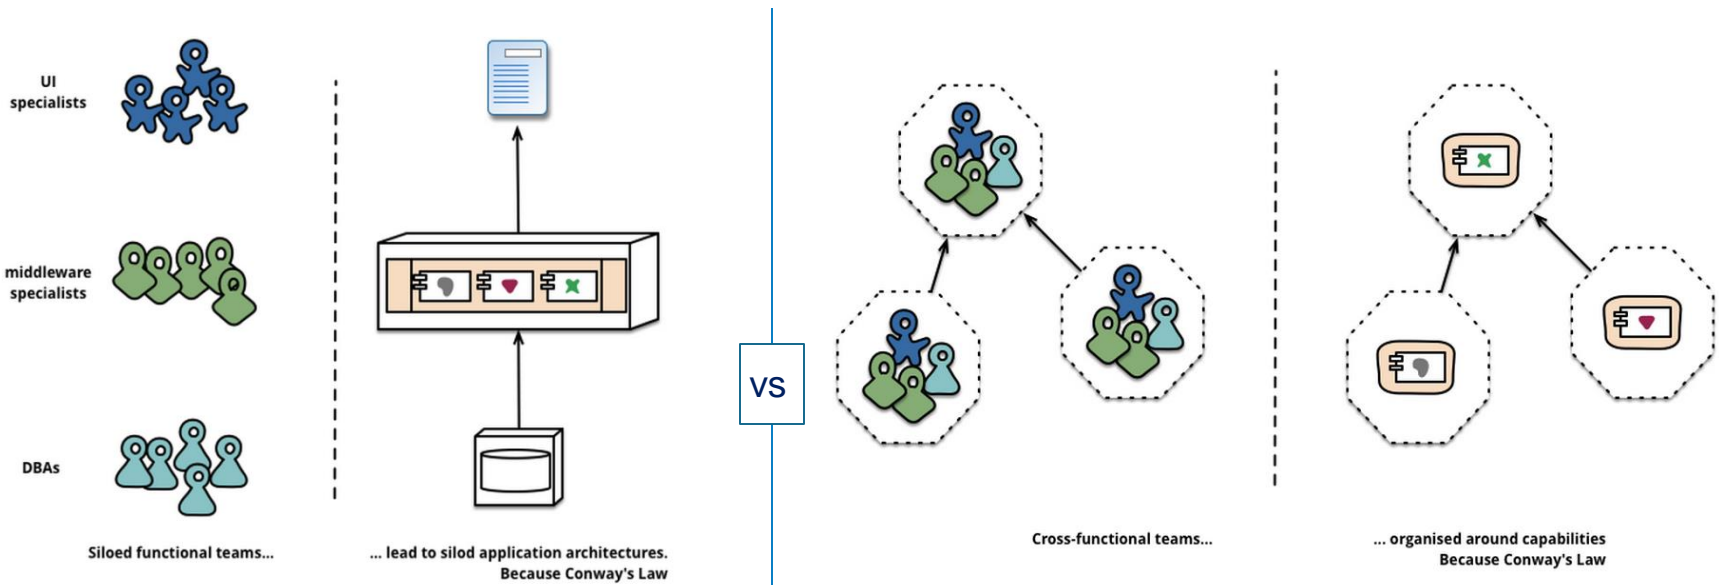 UI
specialists
middleware
specialists
DBAs
Siloed functional teams...
... lead to silod application architectures.
Because Conway's Law
vs
Cross-functional teams...
... organised around capabilities
Because Conway's Law